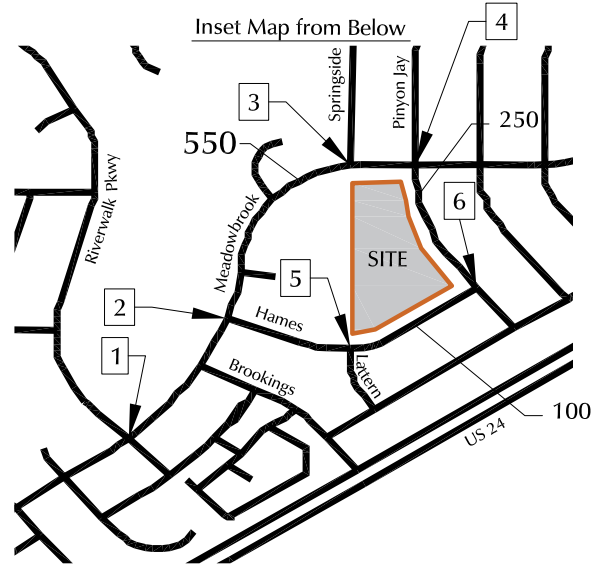 Inset Map from Below
4
Springside
Pinyon Jay
3
250
550
Riverwalk Pkwy
6
Meadowbrook
SITE
5
2
Hames
1
Lattern
Brookings
100
US 24